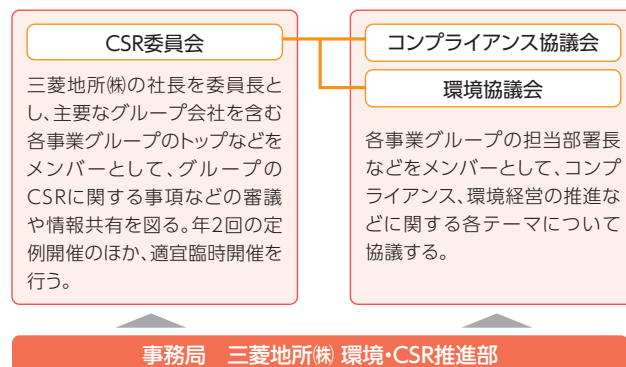 CSR委員会
三菱地所㈱の社長を委員長と
し、主要なグループ会社を含む
各事業グループのトップなどを
メンバーとして、グループの
CSRに関する事項などの審議
や情報共有を図る。年2回の定
例開催のほか、適宜臨時開催を
行う。
コンプライアンス協議会
環境協議会
各事業グループの担当部署長
などをメンバーとして、コンプ
ライアンス、環境経営の推進な
どに関する各テーマについて
協議する。
事務局　三菱地所㈱ 環境・CSR推進部